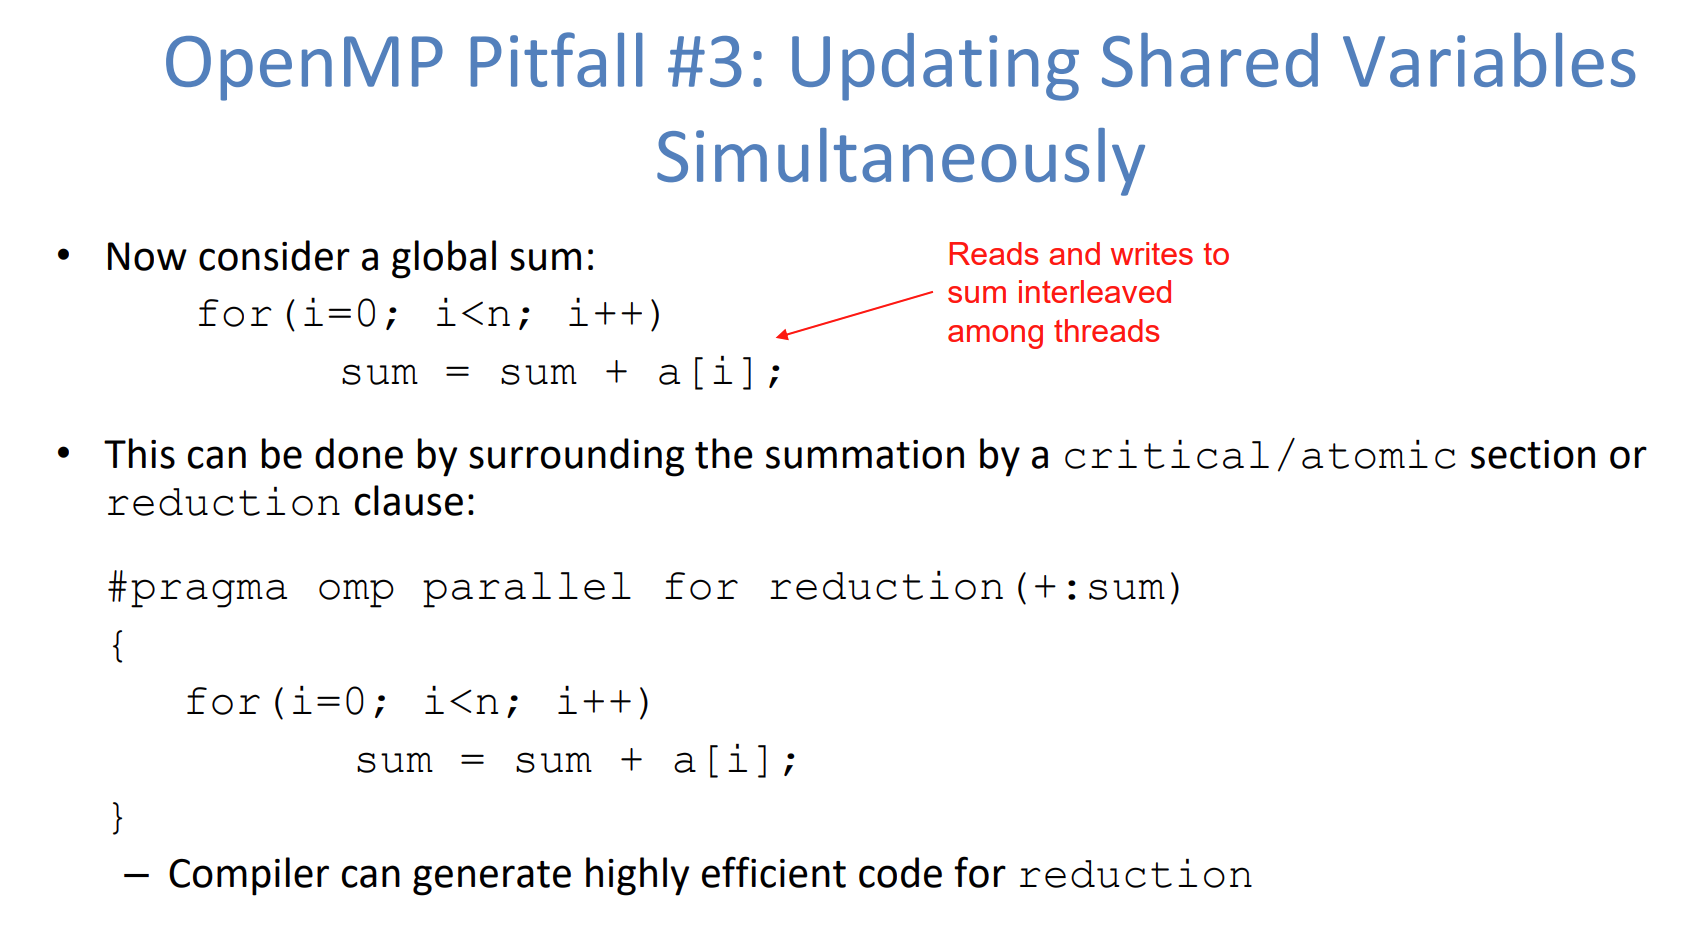 OpenMP Pitfall #3: Updating Shared Variables
Simultaneously
• Now consider a global sum:
for(i=0; i<n; i++)
sum = sum + a[i];
Reads and writes to
sum interleaved
among threads
• This can be done by surrounding the summation by a critical/atomic section or
reduction clause:
#pragma omp parallel for reduction(+:sum)
{
for(i=0; i<n; i++)
sum = sum + a[i];
}
– Compiler can generate highly efficient code for reduction